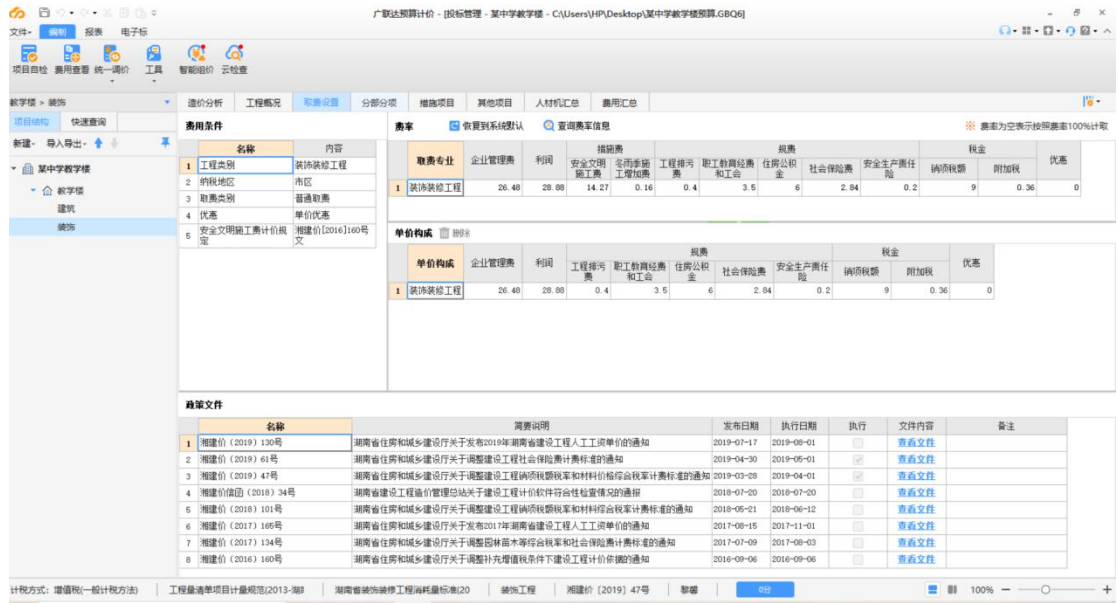 广联达预算计价 - [投标管理 - 某中学教学楼 - C:\Users\HP\Desktop\某中学教学楼预算.GBQ6]
文件 编制 报表 电子标
项目自检 费用查看 统一调价 工具 智能组价 云检查
教学楼 > 装饰 造价分析 工程概况 取费设置 分部分项 措施项目 其他项目 人材机汇总 费用汇总
项目结构 快速查询
新建 导入导出
某中学教学楼
教学楼
建筑
装饰
费用条件
名称 内容
1 工程类别 装饰装修工程
2 纳税地区 市区
3 取费类别 普通取费
4 优惠 单价优惠
5 安全文明施工费计价规定 湘建价[2016]160号文
费率 恢复到系统默认 查询费率信息 费率为空表示按照费率100%计取
取费专业 企业管理费 利润 措施费 规费 税金 优惠
安全文明施工费 冬雨季施工增加费 工程排污费 职工教育经费和工会 住房公积金 社会保险费 安全生产责任险 销项税额 附加税
1 装饰装修工程 26.48 28.88 14.27 0.16 0.4 3.5 6 2.84 0.2 9 0.36 0
单价构成 删除
单价构成 企业管理费 利润 规费 税金 优惠
工程排污费 职工教育经费和工会 住房公积金 社会保险费 安全生产责任险 销项税额 附加税
1 装饰装修工程 26.48 28.88 0.4 3.5 6 2.84 0.2 9 0.36 0
政策文件
名称 简要说明 发布日期 执行日期 执行 文件内容 备注
1 湘建价（2019）130号 湖南省住房和城乡建设厅关于发布2019年湖南省建设工程人工工资单价的通知 2019-07-17 2019-08-01 查看文件
2 湘建价（2019）61号 湖南省住房和城乡建设厅关于调整建设工程社会保险费计费标准的通知 2019-04-30 2019-05-01 查看文件
3 湘建价（2019）47号 湖南省住房和城乡建设厅关于调整建设工程销项税额税率和材料价格综合税率计费标准的通知 2019-03-28 2019-04-01 查看文件
4 湘建价信函（2018）34号 湖南省建设工程造价管理总站关于建设工程计价软件符合性检查情况的通报 2018-07-20 2018-07-20 查看文件
5 湘建价（2018）101号 湖南省住房和城乡建设厅关于调整建设工程销项税额税率和材料综合税率计费标准的通知 2018-05-21 2018-06-12 查看文件
6 湘建价（2017）165号 湖南省住房和城乡建设厅关于发布2017年湖南省建设工程人工工资单价的通知 2017-08-15 2017-11-01 查看文件
7 湘建价（2017）134号 湖南省住房和城乡建设厅关于调整园林苗木等综合税率和社会保险费计费标准的通知 2017-07-09 2017-08-03 查看文件
8 湘建价（2016）160号 湖南省住房和城乡建设厅关于调整补充增值税条件下建设工程计价依据的通知 2016-09-06 2016-09-06 查看文件
计税方式：增值税(一般计税方法) 工程量清单项目计量规范(2013-湖 湖南省装饰装修工程消耗量标准(20 装饰工程 湘建价〔2019〕47号 黎馨 0分 100%